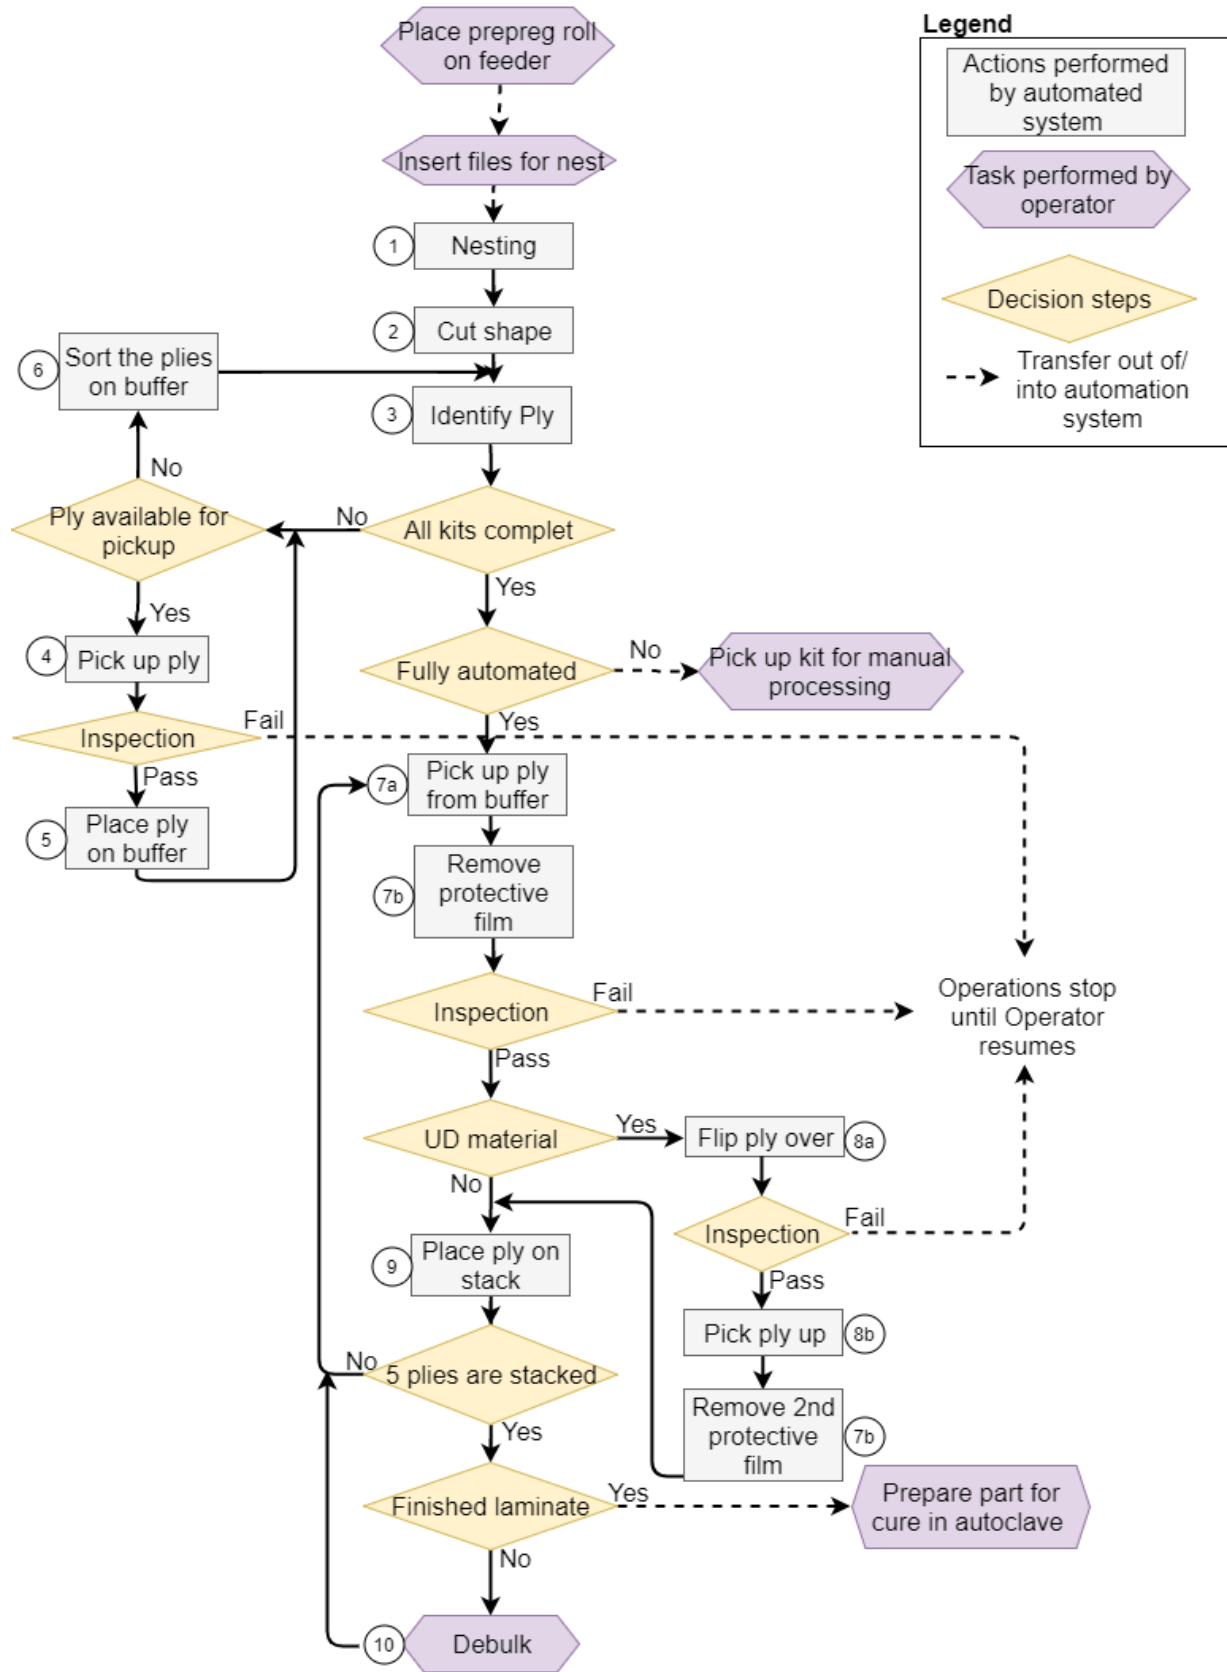 Place prepreg roll
on feeder
Legend
Actions performed
by automated
system
Task performed by
operator
Decision steps
Transfer out of/
into automation
system
Insert files for nest
1
Nesting
2
Cut shape
6
Sort the plies
on buffer
3
Identify Ply
No
Ply available for
pickup
No
All kits complet
Yes
Yes
4
Pick up ply
Fully automated
No
Pick up kit for manual
processing
Inspection
Fail
Yes
Pass
5
Place ply
on buffer
7a
Pick up ply
from buffer
7b
Remove
protective
film
Inspection
Fail
Operations stop
until Operator
resumes
Pass
UD material
Yes
Flip ply over
8a
No
Inspection
Fail
9
Place ply on
stack
Pass
Pick ply up
8b
No
5 plies are stacked
Remove 2nd
protective
film
7b
Yes
Finished laminate
Yes
Prepare part for
cure in autoclave
No
10
Debulk